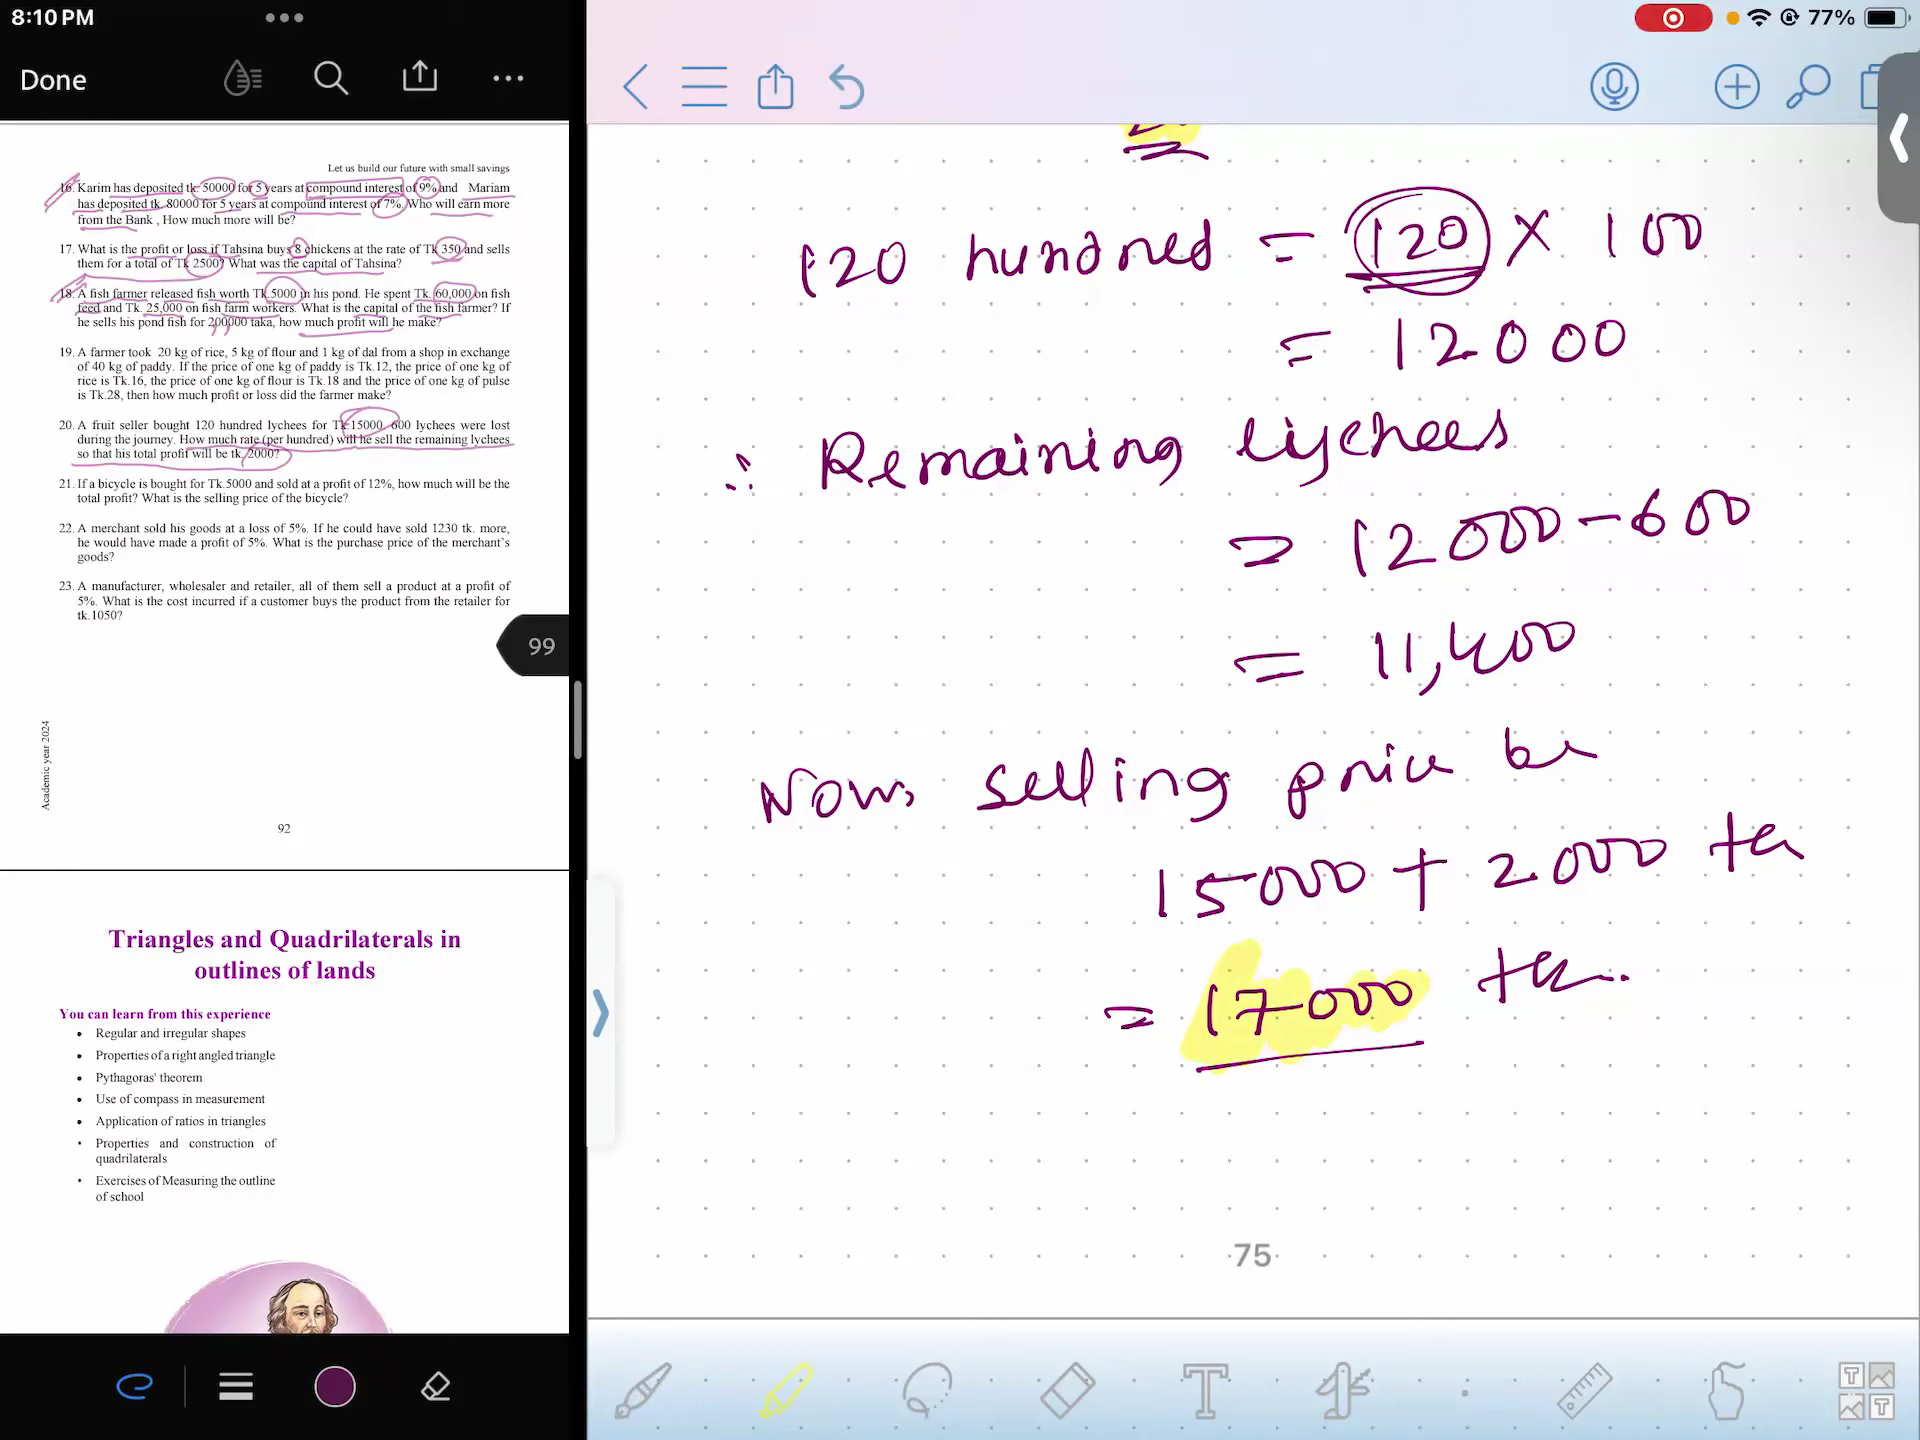 8:10 PM
77%
Done
Let us build our future with small savings
16. Karim has deposited tk. 50000 for 5 years at compound interest of 9% and Mariam
has deposited tk. 80000 for 5 years at compound interest of 7%. Who will earn more
from the Bank , How much more will be?
17. What is the profit or loss if Tahsina buys 8 chickens at the rate of Tk 350 and sells
them for a total of Tk 2500? What was the capital of Tahsina?
18. A fish farmer released fish worth Tk.5000 in his pond. He spent Tk. 60,000 on fish
feed and Tk. 25,000 on fish farm workers. What is the capital of the fish farmer? If
he sells his pond fish for 200000 taka, how much profit will he make?
19. A farmer took 20 kg of rice, 5 kg of flour and 1 kg of dal from a shop in exchange
of 40 kg of paddy. If the price of one kg of paddy is Tk.12, the price of one kg of
rice is Tk.16, the price of one kg of flour is Tk.18 and the price of one kg of pulse
is Tk.28, then how much profit or loss did the farmer make?
20. A fruit seller bought 120 hundred lychees for Tk.15000. 600 lychees were lost
during the journey. How much rate (per hundred) will he sell the remaining lychees
so that his total profit will be tk. 2000?
21. If a bicycle is bought for Tk.5000 and sold at a profit of 12%, how much will be the
total profit? What is the selling price of the bicycle?
22. A merchant sold his goods at a loss of 5%. If he could have sold 1230 tk. more,
he would have made a profit of 5%. What is the purchase price of the merchant's
goods?
23. A manufacturer, wholesaler and retailer, all of them sell a product at a profit of
5%. What is the cost incurred if a customer buys the product from the retailer for
tk.1050?
99
Academic year 2024
92
Triangles and Quadrilaterals in
outlines of lands
You can learn from this experience
• Regular and irregular shapes
• Properties of a right angled triangle
• Pythagoras' theorem
• Use of compass in measurement
• Application of ratios in triangles
• Properties and construction of
quadrilaterals
• Exercises of Measuring the outline
of school
120 hundred = 120 × 100
= 12000
∴ Remaining lychees
= 12000 - 600
= 11,400
Now, selling price be
15000 + 2000 tk
= 17000 tk.
75